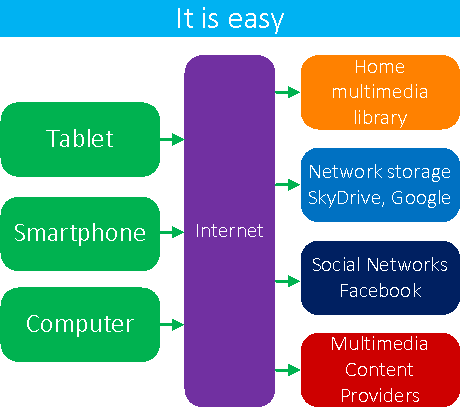 It is easy
Tablet
Smartphone
Computer
Internet
Home
multimedia
library
Network storage
SkyDrive, Google
Social Networks
Facebook
Multimedia
Content
Providers